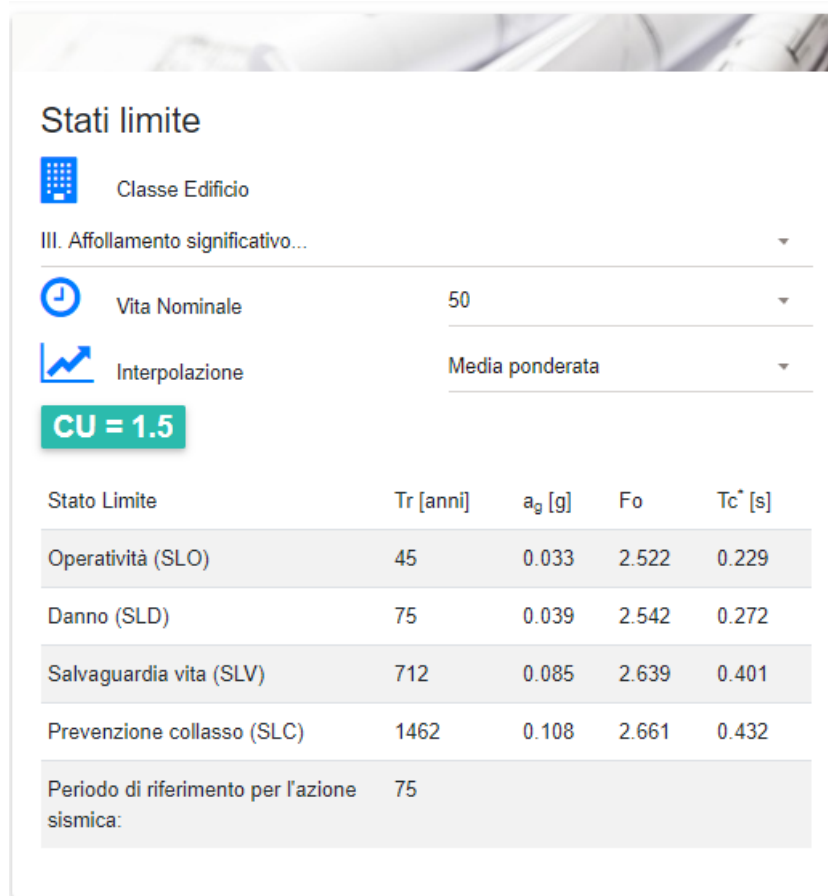 Stati limite
Classe Edificio
III. Affollamento significativo...
Vita Nominale 50
Interpolazione Media ponderata
CU = 1.5
Stato Limite Tr [anni] ag [g] Fo Tc* [s]
Operatività (SLO) 45 0.033 2.522 0.229
Danno (SLD) 75 0.039 2.542 0.272
Salvaguardia vita (SLV) 712 0.085 2.639 0.401
Prevenzione collasso (SLC) 1462 0.108 2.661 0.432
Periodo di riferimento per l'azione 75
sismica: